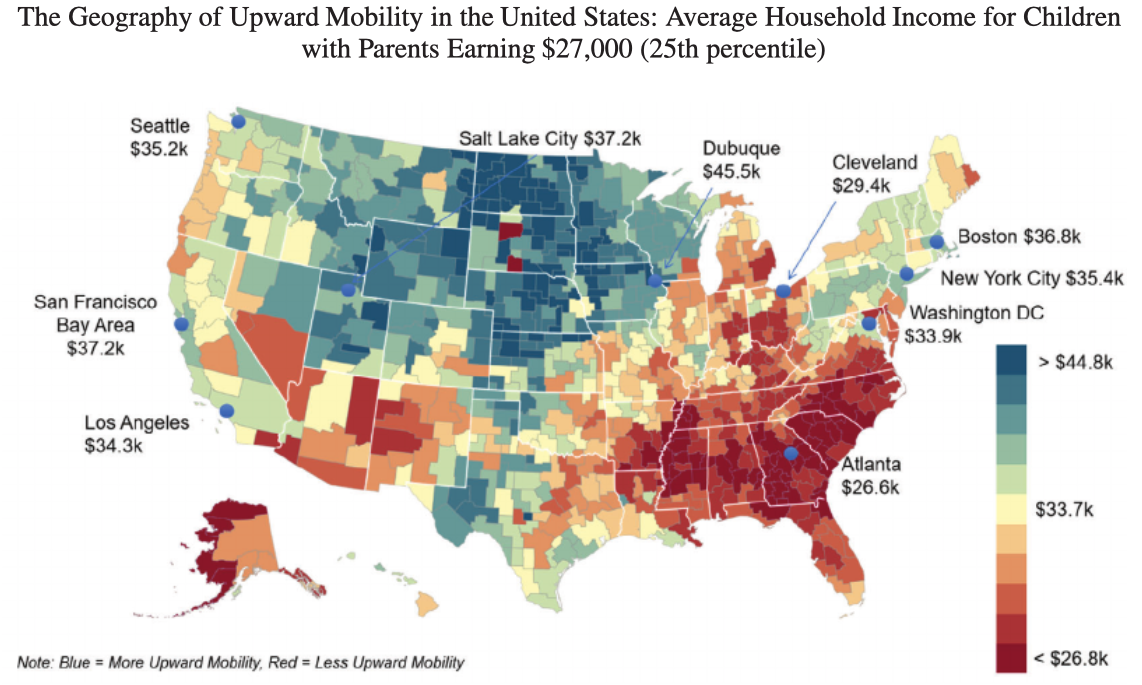 The Geography of Upward Mobility in the United States: Average Household Income for Children
with Parents Earning $27,000 (25th percentile)
Seattle
$35.2k
Salt Lake City $37.2k
Dubuque
$45.5k
Cleveland
$29.4k
Boston $36.8k
New York City $35.4k
San Francisco
Bay Area
$37.2k
Washington DC
$33.9k
> $44.8k
Los Angeles
$34.3k
Atlanta
$26.6k
$33.7k
< $26.8k
Note: Blue = More Upward Mobility, Red = Less Upward Mobility